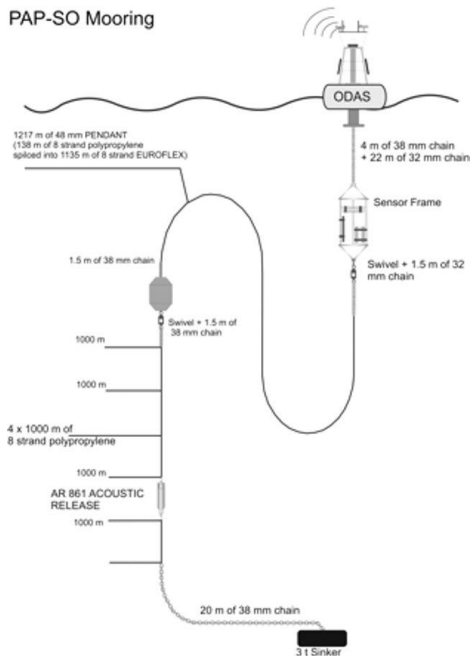 PAP-SO Mooring
ODAS
1217 m of 48 mm PENDANT
(138 m of 8 strand polypropylene
spliced into 1135 m of 8 strand EUROFLEX)
4 m of 38 mm chain
+ 22 m of 32 mm chain
Sensor Frame
1.5 m of 38 mm chain
Swivel + 1.5 m of 32
mm chain
Swivel + 1.5 m of
38 mm chain
1000 m
1000 m
4 x 1000 m of
8 strand polypropylene
1000 m
AR 861 ACOUSTIC
RELEASE
1000 m
20 m of 38 mm chain
3 t Sinker